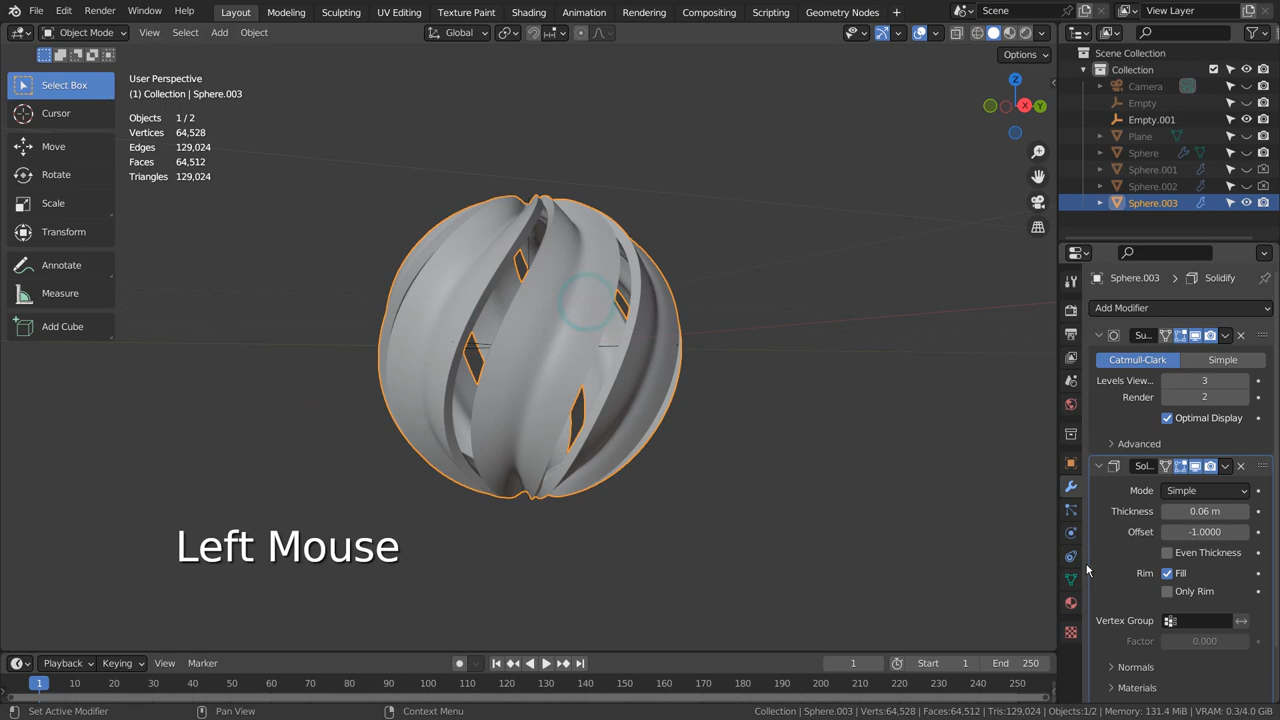 File Edit Render Window Help Layout Modeling Sculpting UV Editing Texture Paint Shading Animation Rendering Compositing Scripting Geometry Nodes + Scene View Layer
Object Mode View Select Add Object Global
Options
Select Box
Cursor
Move
Rotate
Scale
Transform
Annotate
Measure
Add Cube
User Perspective
(1) Collection | Sphere.003
Objects 1 / 2
Vertices 64,528
Edges 129,024
Faces 64,512
Triangles 129,024
Z
X
Y
Left Mouse
Scene Collection
Collection
Camera
Empty
Empty.001
Plane
Sphere
Sphere.001
Sphere.002
Sphere.003
Sphere.003 > Solidify
Add Modifier
Su...
Catmull-Clark Simple
Levels View... 3
Render 2
Optimal Display
Advanced
Sol...
Mode Simple
Thickness 0.06 m
Offset -1.0000
Even Thickness
Rim Fill
Only Rim
Vertex Group
Factor 0.000
Normals
Materials
Playback Keying View Marker 1 Start 1 End 250
1 10 20 30 40 50 60 70 80 90 100 110 120 130 140 150 160 170 180 190 200 210 220 230 240 250
Set Active Modifier Pan View Context Menu Collection | Sphere.003 | Verts:64,528 | Faces:64,512 | Tris:129,024 | Objects:1/2 | Memory: 131.4 MiB | VRAM: 0.3/4.0 GiB